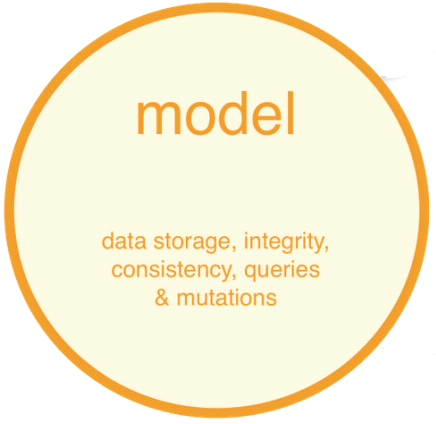 model
data storage, integrity,
consistency, queries
& mutations